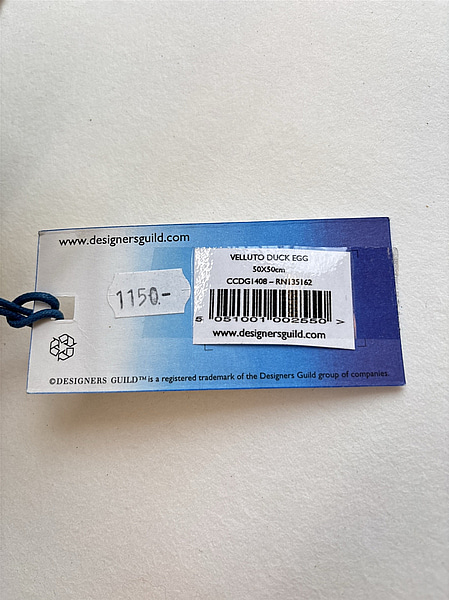 www.designersguild.com
1150.-
VELLUTO DUCK EGG
50X50cm
CCDG1408 – RN135162
5 051001 002550 >
www.designersguild.com
©DESIGNERS GUILD™ is a registered trademark of the Designers Guild group of companies.